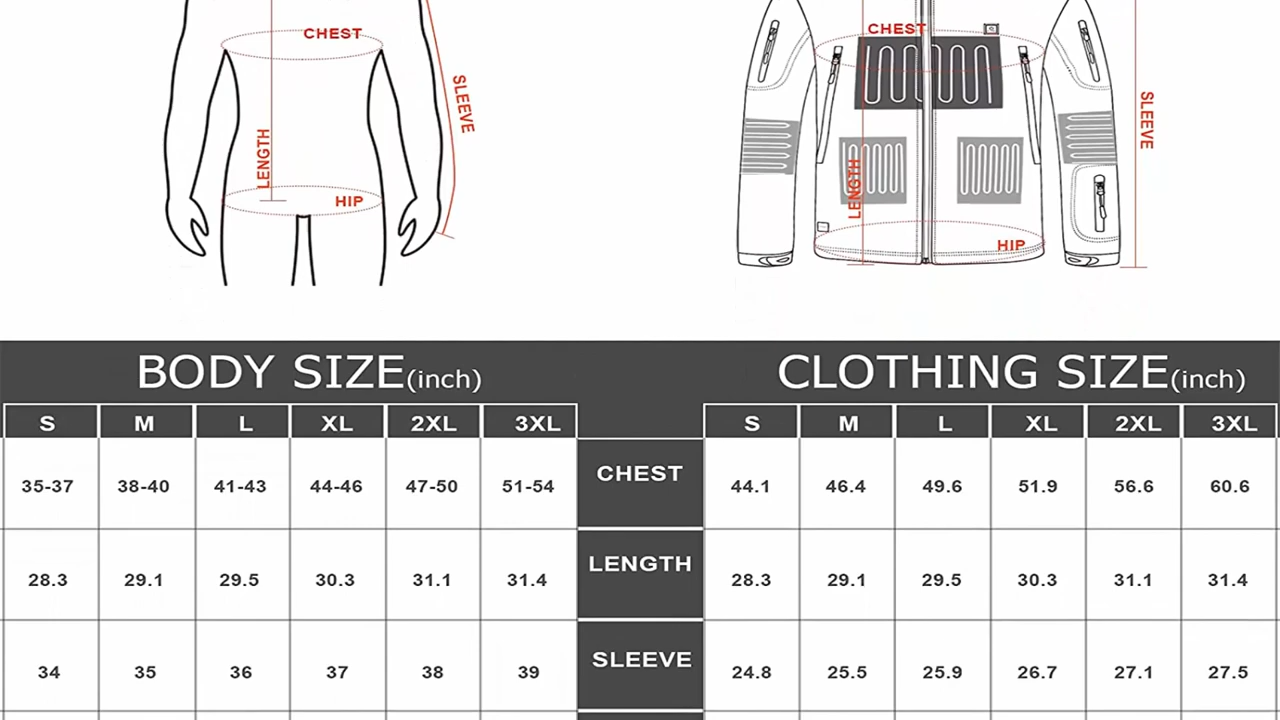 CHEST
SLEEVE
LENGTH
HIP
CHEST
SLEEVE
LENGTH
HIP
BODY SIZE(inch) CLOTHING SIZE(inch)
S M L XL 2XL 3XL S M L XL 2XL 3XL
35-37 38-40 41-43 44-46 47-50 51-54 CHEST 44.1 46.4 49.6 51.9 56.6 60.6
28.3 29.1 29.5 30.3 31.1 31.4 LENGTH 28.3 29.1 29.5 30.3 31.1 31.4
34 35 36 37 38 39 SLEEVE 24.8 25.5 25.9 26.7 27.1 27.5